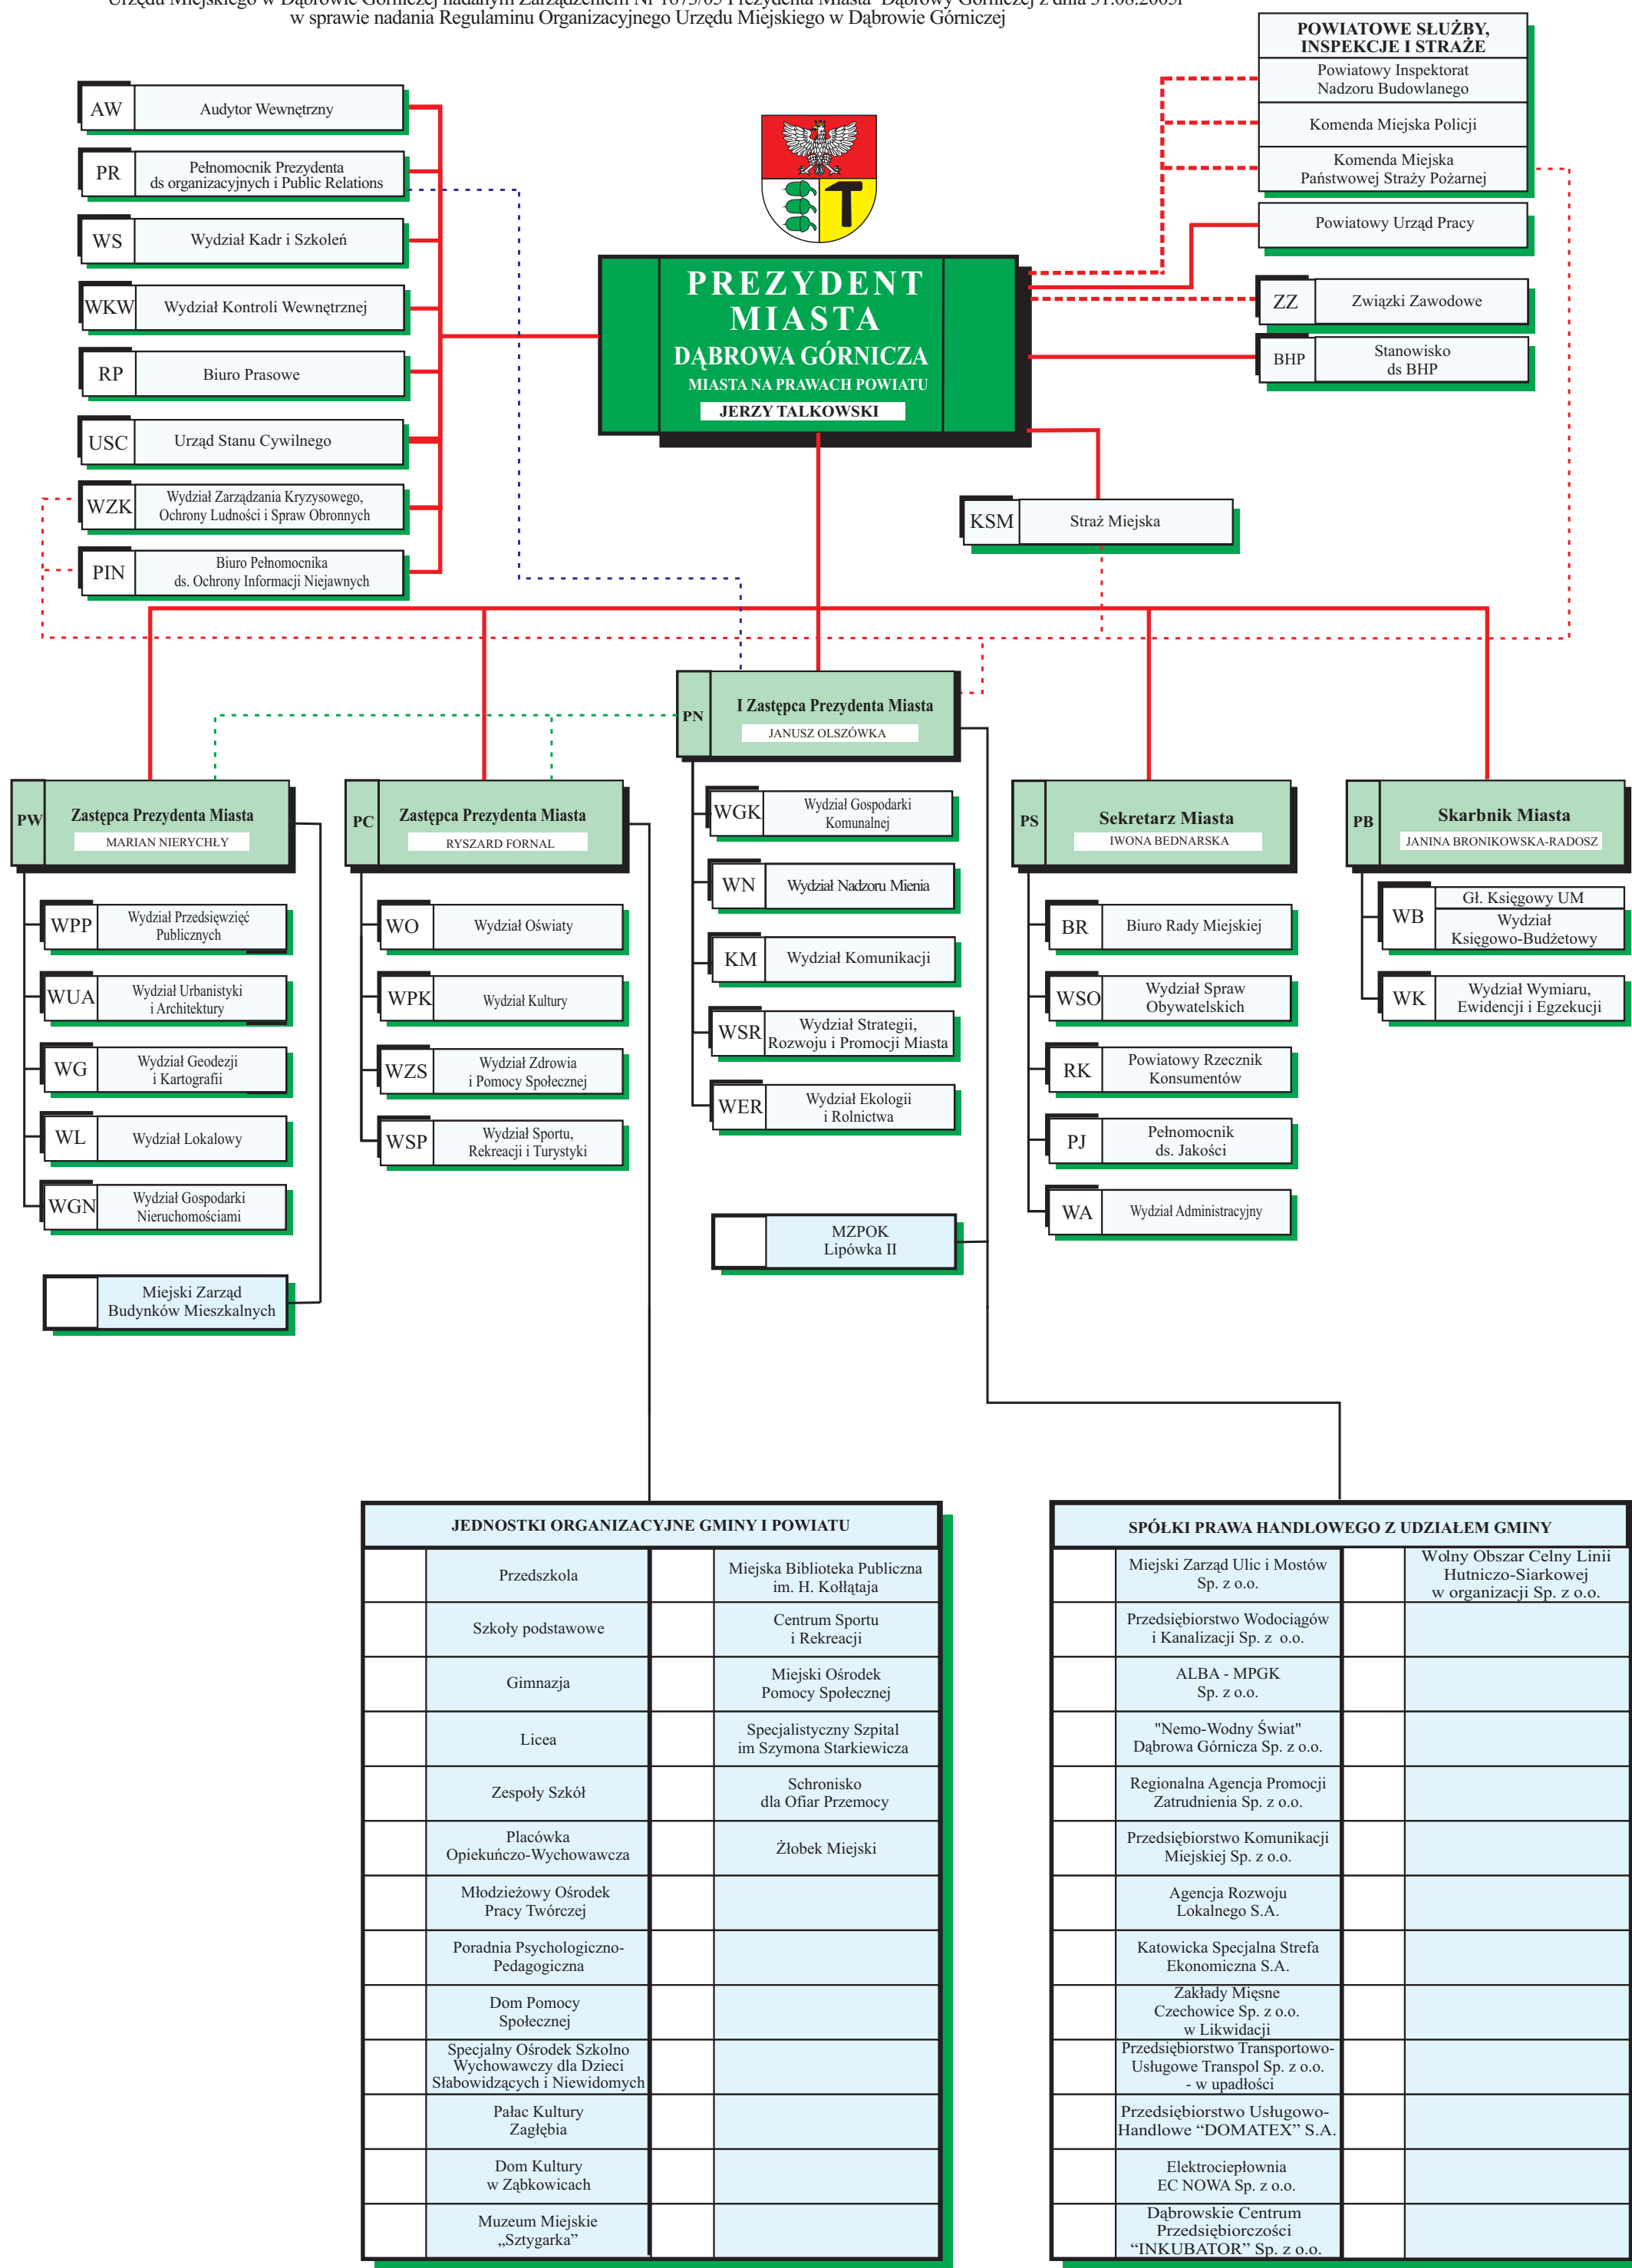 Urzędu Miejskiego w Dąbrowie Górniczej nadanym Zarządzeniem Nr 1073/05 Prezydenta Miasta Dąbrowy Górniczej z dnia 31.08.2005r
w sprawie nadania Regulaminu Organizacyjnego Urzędu Miejskiego w Dąbrowie Górniczej
POWIATOWE SŁUŻBY,
INSPEKCJE I STRAŻE
Powiatowy Inspektorat
Nadzoru Budowlanego
Komenda Miejska Policji
Komenda Miejska
Państwowej Straży Pożarnej
Powiatowy Urząd Pracy
ZZ Związki Zawodowe
BHP Stanowisko
ds BHP
AW Audytor Wewnętrzny
PR Pełnomocnik Prezydenta
ds organizacyjnych i Public Relations
WS Wydział Kadr i Szkoleń
WKW Wydział Kontroli Wewnętrznej
RP Biuro Prasowe
USC Urząd Stanu Cywilnego
WZK Wydział Zarządzania Kryzysowego,
Ochrony Ludności i Spraw Obronnych
PIN Biuro Pełnomocnika
ds. Ochrony Informacji Niejawnych
PREZYDENT
MIASTA
DĄBROWA GÓRNICZA
MIASTA NA PRAWACH POWIATU
JERZY TALKOWSKI
KSM Straż Miejska
PN I Zastępca Prezydenta Miasta
JANUSZ OLSZÓWKA
PW Zastępca Prezydenta Miasta
MARIAN NIERYCHŁY
PC Zastępca Prezydenta Miasta
RYSZARD FORNAL
PS Sekretarz Miasta
IWONA BEDNARSKA
PB Skarbnik Miasta
JANINA BRONIKOWSKA-RADOSZ
WPP Wydział Przedsięwzięć
Publicznych
WUA Wydział Urbanistyki
i Architektury
WG Wydział Geodezji
i Kartografii
WL Wydział Lokalowy
WGN Wydział Gospodarki
Nieruchomościami
Miejski Zarząd
Budynków Mieszkalnych
WO Wydział Oświaty
WPK Wydział Kultury
WZS Wydział Zdrowia
i Pomocy Społecznej
WSP Wydział Sportu,
Rekreacji i Turystyki
WGK Wydział Gospodarki
Komunalnej
WN Wydział Nadzoru Mienia
KM Wydział Komunikacji
WSR Wydział Strategii,
Rozwoju i Promocji Miasta
WER Wydział Ekologii
i Rolnictwa
MZPOK
Lipówka II
BR Biuro Rady Miejskiej
WSO Wydział Spraw
Obywatelskich
RK Powiatowy Rzecznik
Konsumentów
PJ Pełnomocnik
ds. Jakości
WA Wydział Administracyjny
WB Gł. Księgowy UM
Wydział
Księgowo-Budżetowy
WK Wydział Wymiaru,
Ewidencji i Egzekucji
JEDNOSTKI ORGANIZACYJNE GMINY I POWIATU
Przedszkola
Szkoły podstawowe
Gimnazja
Licea
Zespoły Szkół
Placówka
Opiekuńczo-Wychowawcza
Młodzieżowy Ośrodek
Pracy Twórczej
Poradnia Psychologiczno-
Pedagogiczna
Dom Pomocy
Społecznej
Specjalny Ośrodek Szkolno
Wychowawczy dla Dzieci
Słabowidzących i Niewidomych
Pałac Kultury
Zagłębia
Dom Kultury
w Ząbkowicach
Muzeum Miejskie
„Sztygarka”
Miejska Biblioteka Publiczna
im. H. Kołłątaja
Centrum Sportu
i Rekreacji
Miejski Ośrodek
Pomocy Społecznej
Specjalistyczny Szpital
im Szymona Starkiewicza
Schronisko
dla Ofiar Przemocy
Żłobek Miejski
SPÓŁKI PRAWA HANDLOWEGO Z UDZIAŁEM GMINY
Miejski Zarząd Ulic i Mostów
Sp. z o.o.
Przedsiębiorstwo Wodociągów
i Kanalizacji Sp. z o.o.
ALBA - MPGK
Sp. z o.o.
"Nemo-Wodny Świat"
Dąbrowa Górnicza Sp. z o.o.
Regionalna Agencja Promocji
Zatrudnienia Sp. z o.o.
Przedsiębiorstwo Komunikacji
Miejskiej Sp. z o.o.
Agencja Rozwoju
Lokalnego S.A.
Katowicka Specjalna Strefa
Ekonomiczna S.A.
Zakłady Mięsne
Czechowice Sp. z o.o.
w Likwidacji
Przedsiębiorstwo Transportowo-
Usługowe Transpol Sp. z o.o.
- w upadłości
Przedsiębiorstwo Usługowo-
Handlowe “DOMATEX” S.A.
Elektrociepłownia
EC NOWA Sp. z o.o.
Dąbrowskie Centrum
Przedsiębiorczości
“INKUBATOR” Sp. z o.o.
Wolny Obszar Celny Linii
Hutniczo-Siarkowej
w organizacji Sp. z o.o.